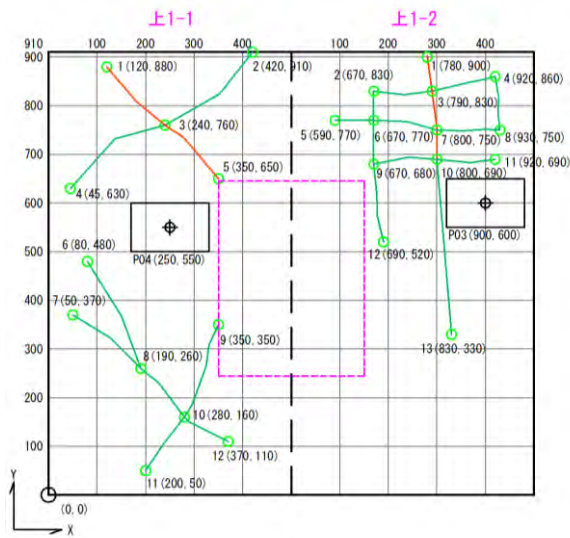 上1-1
上1-2
910
100
200
300
400
100
200
300
400
900
800
700
600
500
400
300
200
100
1 (120, 880)
2 (420, 910)
3 (240, 760)
4 (45, 630)
5 (350, 650)
P04 (250, 550)
6 (80, 480)
7 (50, 370)
8 (190, 260)
9 (350, 350)
10 (280, 160)
11 (200, 50)
12 (370, 110)
1 (780, 900)
2 (670, 830)
3 (790, 830)
4 (920, 860)
5 (590, 770)
6 (670, 770)
7 (800, 750)
8 (930, 750)
9 (670, 680)
10 (800, 690)
11 (920, 690)
P03 (900, 600)
12 (690, 520)
13 (830, 330)
Y
X
(0, 0)